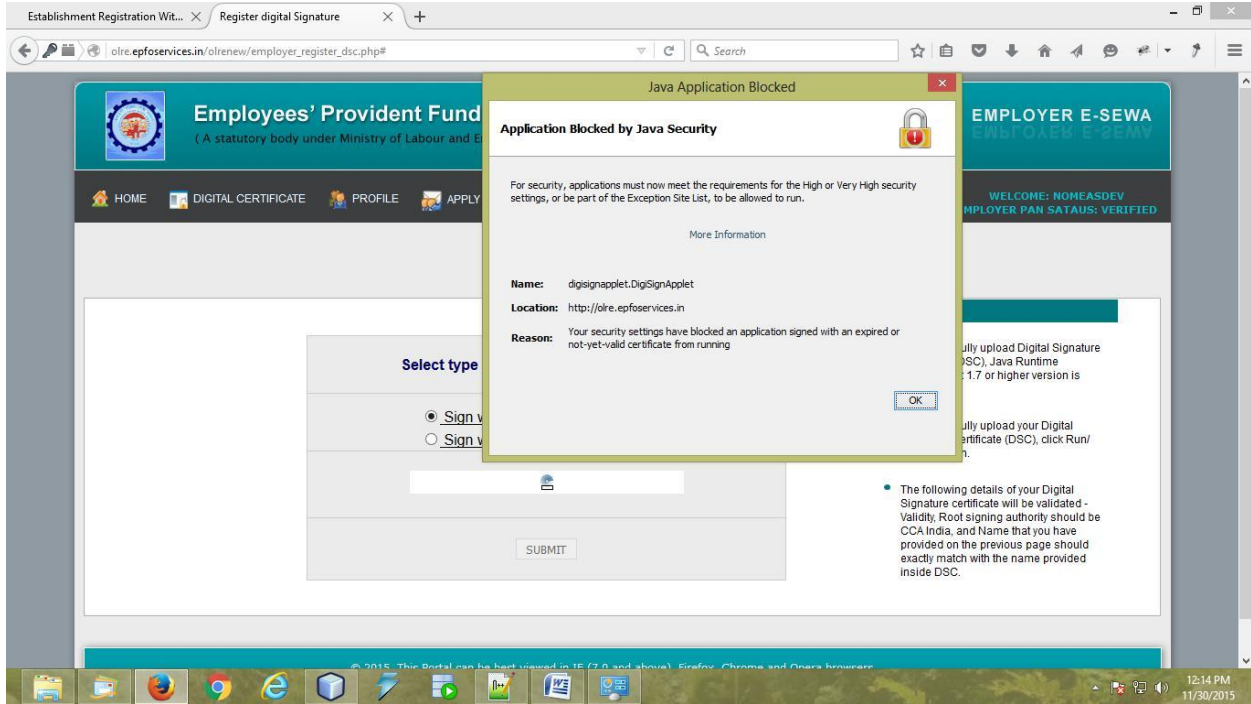 Establishment Registration Wit...
Register digital Signature
olre.epfoservices.in/olrenew/employer_register_dsc.php#
Search
Employees' Provident Fund
( A statutory body under Ministry of Labour and E
EMPLOYER E-SEWA
HOME
DIGITAL CERTIFICATE
PROFILE
APPLY
WELCOME: NOMEASDEV
MPLOYER PAN SATAUS: VERIFIED
Java Application Blocked
Application Blocked by Java Security
For security, applications must now meet the requirements for the High or Very High security
settings, or be part of the Exception Site List, to be allowed to run.
More Information
Name: digisignapplet.DigiSignApplet
Location: http://olre.epfoservices.in
Reason: Your security settings have blocked an application signed with an expired or
not-yet-valid certificate from running
OK
Select type
Sign
Sign
SUBMIT
ully upload Digital Signature
SC), Java Runtime
1.7 or higher version is
ully upload your Digital
ertificate (DSC), click Run/
The following details of your Digital
Signature certificate will be validated -
Validity, Root signing authority should be
CCA India, and Name that you have
provided on the previous page should
exactly match with the name provided
inside DSC.
© 2015. This Portal can be best viewed in IE (7.0 and above), Firefox, Chrome and Opera browsers
12:14 PM
11/30/2015